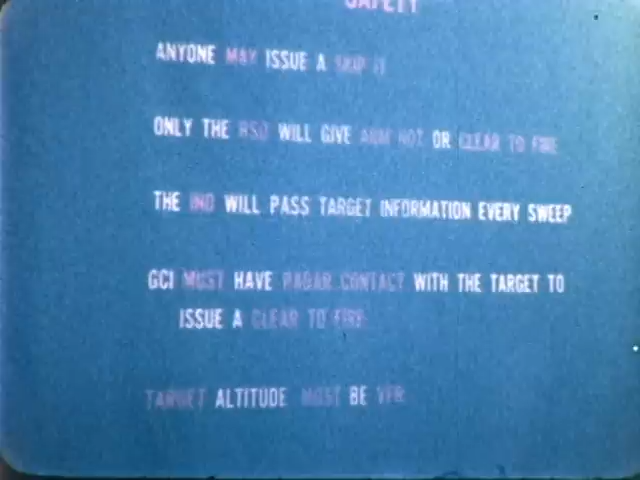 SAFETY
ANYONE MAY ISSUE A SKIP IT
ONLY THE RSO WILL GIVE ARM HOT OR CLEAR TO FIRE
THE WILL PASS TARGET INFORMATION EVERY SWEEP
GCI MUST HAVE RADAR CONTACT WITH THE TARGET TO
ISSUE A CLEAR TO FIRE
TARGET ALTITUDE MUST BE VFR